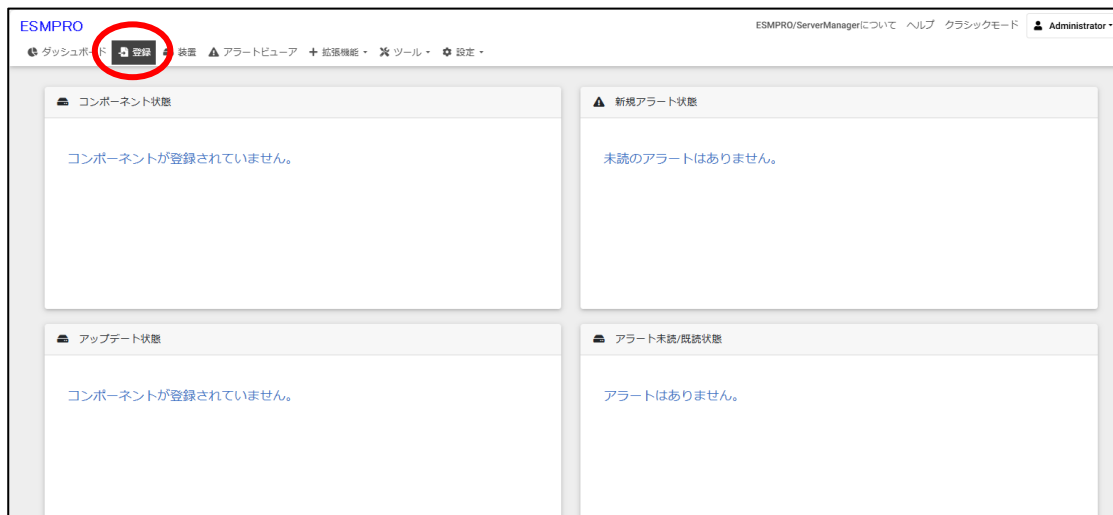 ESMPRO
ESMPRO/ServerManagerについて ヘルプ クラシックモード Administrator
ダッシュボード 登録 装置 アラートビューア 拡張機能 ツール 設定
コンポーネント状態
新規アラート状態
コンポーネントが登録されていません。
未読のアラートはありません。
アップデート状態
アラート未読/既読状態
コンポーネントが登録されていません。
アラートはありません。